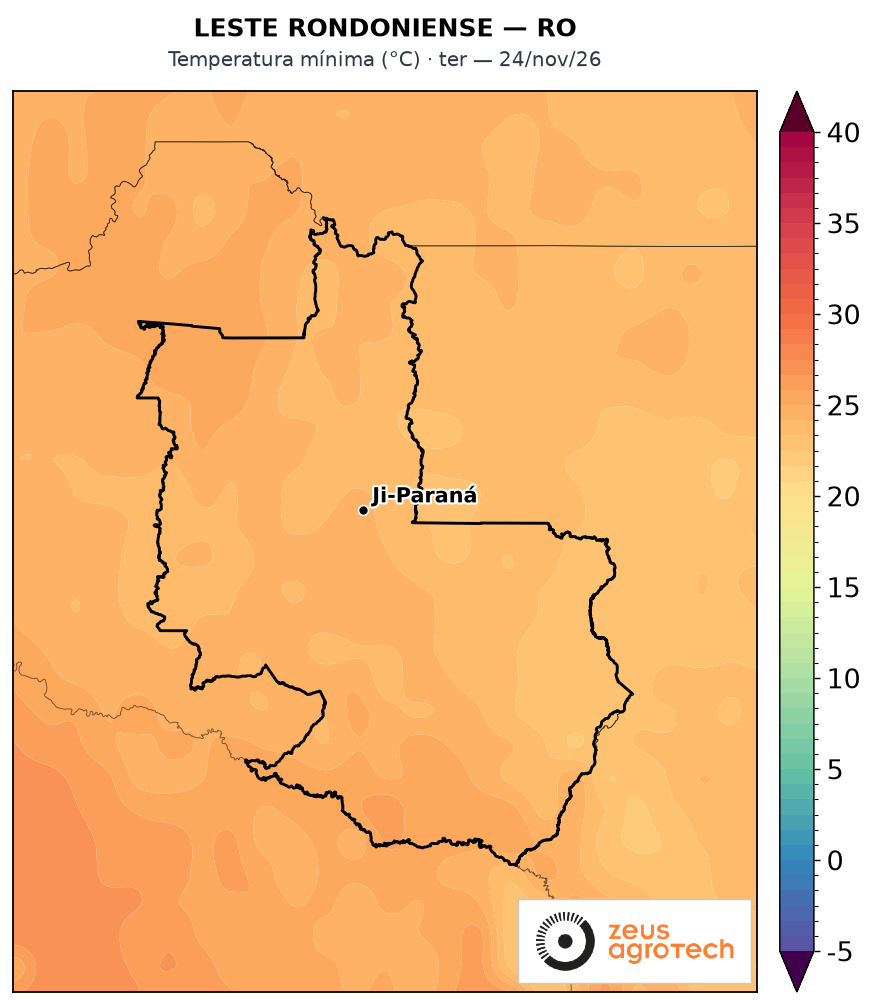 LESTE RONDONIENSE — RO
Temperatura mínima (°C) · ter — 24/nov/26
40
35
30
25
20
15
10
5
0
-5
Ji-Paraná
zeus
agrotech